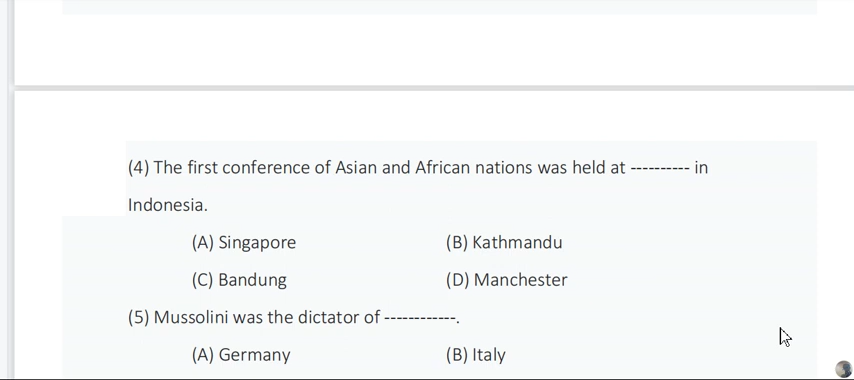 (4) The first conference of Asian and African nations was held at ---------- in
Indonesia.
(A) Singapore (B) Kathmandu
(C) Bandung (D) Manchester
(5) Mussolini was the dictator of ------------.
(A) Germany (B) Italy